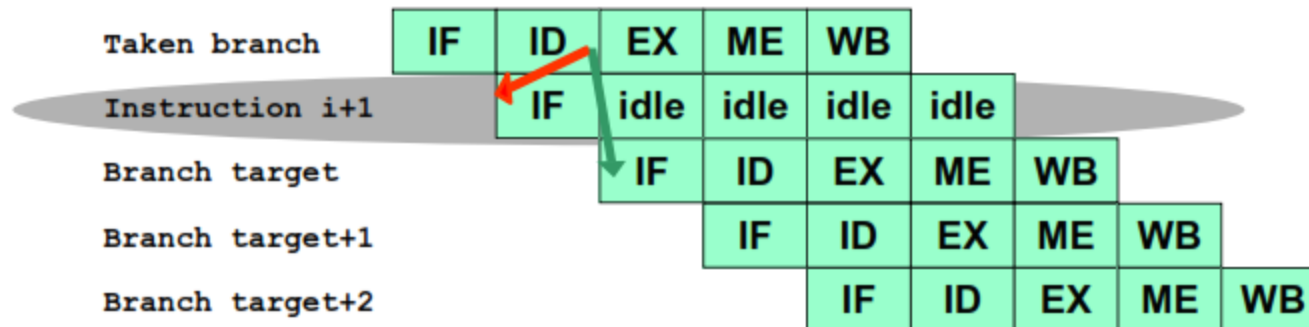 Taken branch IF ID EX ME WB
Instruction i+1 IF idle idle idle idle
Branch target IF ID EX ME WB
Branch target+1 IF ID EX ME WB
Branch target+2 IF ID EX ME WB